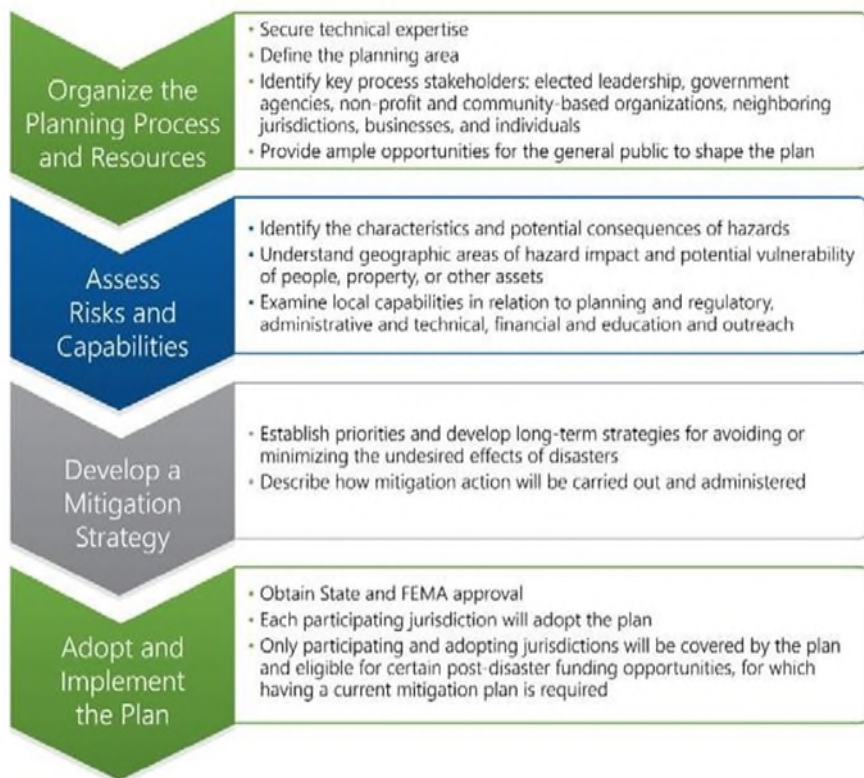 Organize the
Planning Process
and Resources
• Secure technical expertise
• Define the planning area
• Identify key process stakeholders: elected leadership, government
agencies, non-profit and community-based organizations, neighboring
jurisdictions, businesses, and individuals
• Provide ample opportunities for the general public to shape the plan
Assess
Risks and
Capabilities
• Identify the characteristics and potential consequences of hazards
• Understand geographic areas of hazard impact and potential vulnerability
of people, property, or other assets
• Examine local capabilities in relation to planning and regulatory,
administrative and technical, financial and education and outreach
Develop a
Mitigation
Strategy
• Establish priorities and develop long-term strategies for avoiding or
minimizing the undesired effects of disasters
• Describe how mitigation action will be carried out and administered
Adopt and
Implement
the Plan
• Obtain State and FEMA approval
• Each participating jurisdiction will adopt the plan
• Only participating and adopting jurisdictions will be covered by the plan
and eligible for certain post-disaster funding opportunities, for which
having a current mitigation plan is required